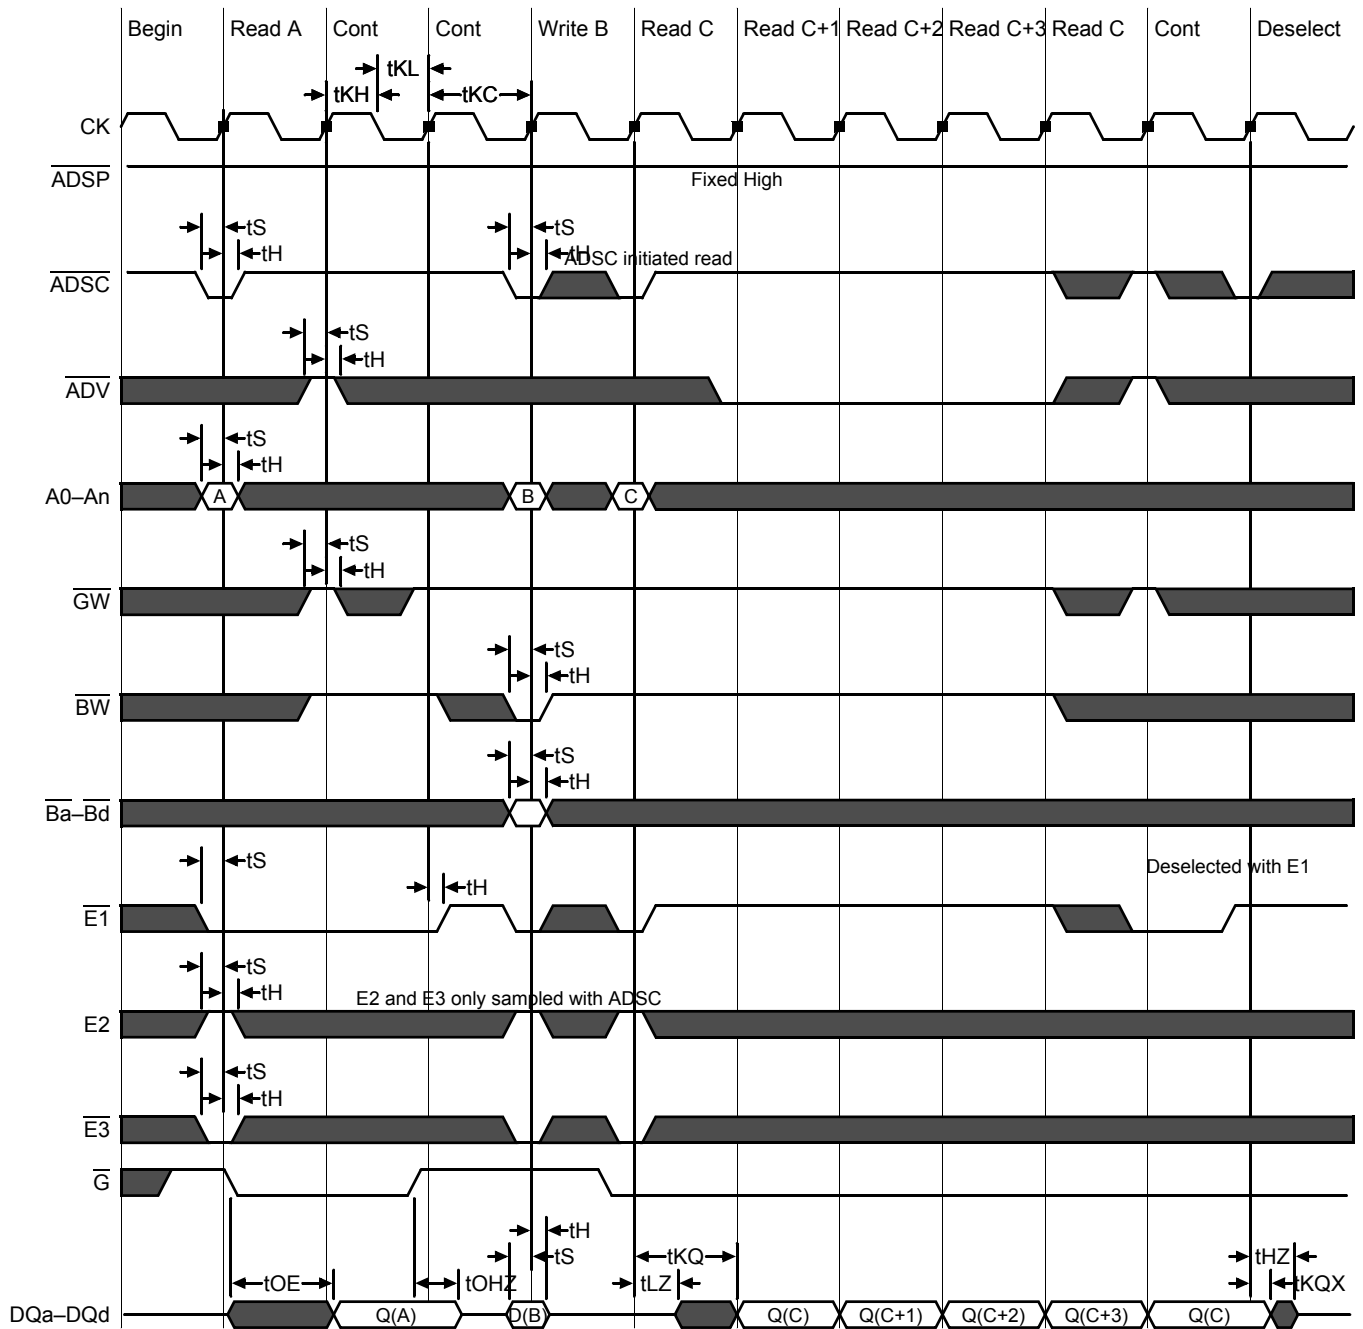 Begin Read A Cont Cont Write B Read C Read C+1 Read C+2 Read C+3 Read C Cont Deselect
tKL
tKH tKC
CK
ADSP
Fixed High
tS tS
tH tH
ADSC initiated read
ADSC
tS
tH
ADV
tS
tH
A0–An A B C
tS
tH
GW
tS
tH
BW
tS
tH
Ba–Bd
tS
Deselected with E1
tH
E1
tS
tH
E2 and E3 only sampled with ADSC
E2
tS
tH
E3
G
tH
tS tKQ tHZ
tOE tOHZ tLZ tKQX
DQa–DQd Q(A) D(B) Q(C) Q(C+1) Q(C+2) Q(C+3) Q(C)